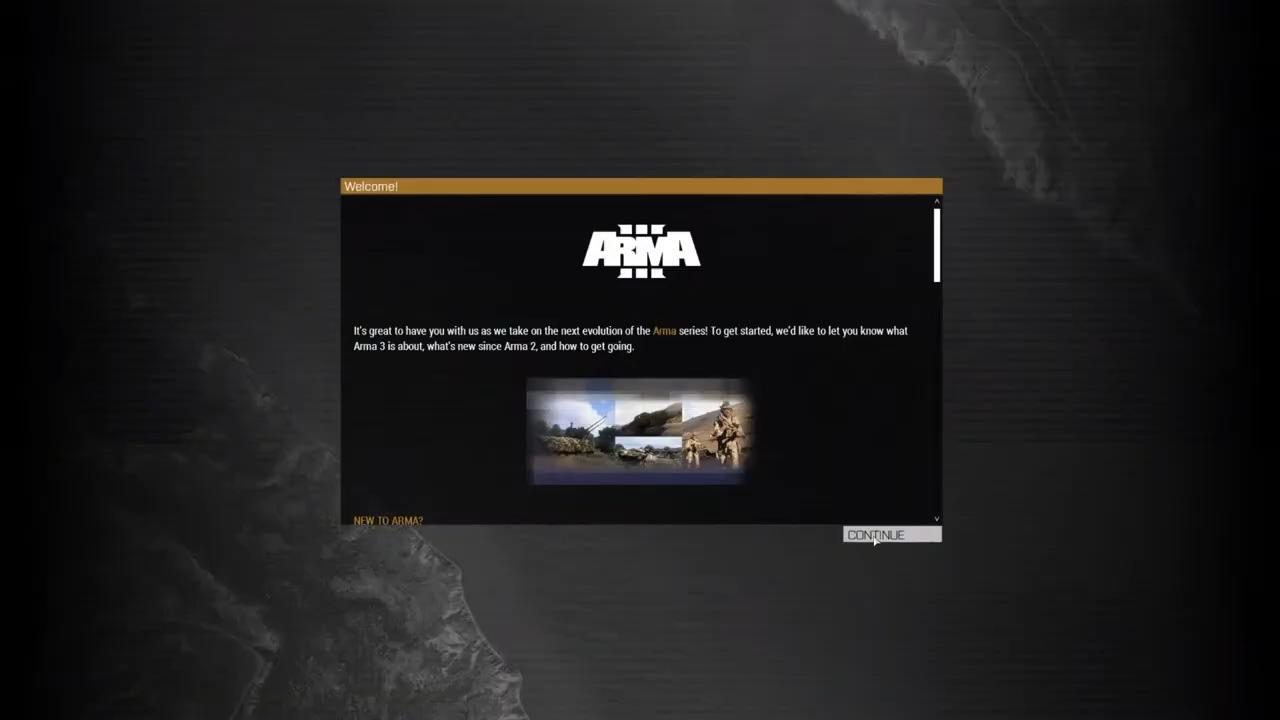 Welcome!
III
ARMA
III
It's great to have you with us as we take on the next evolution of the Arma series! To get started, we'd like to let you know what
Arma 3 is about, what's new since Arma 2, and how to get going.
NEW TO ARMA?
CONTINUE